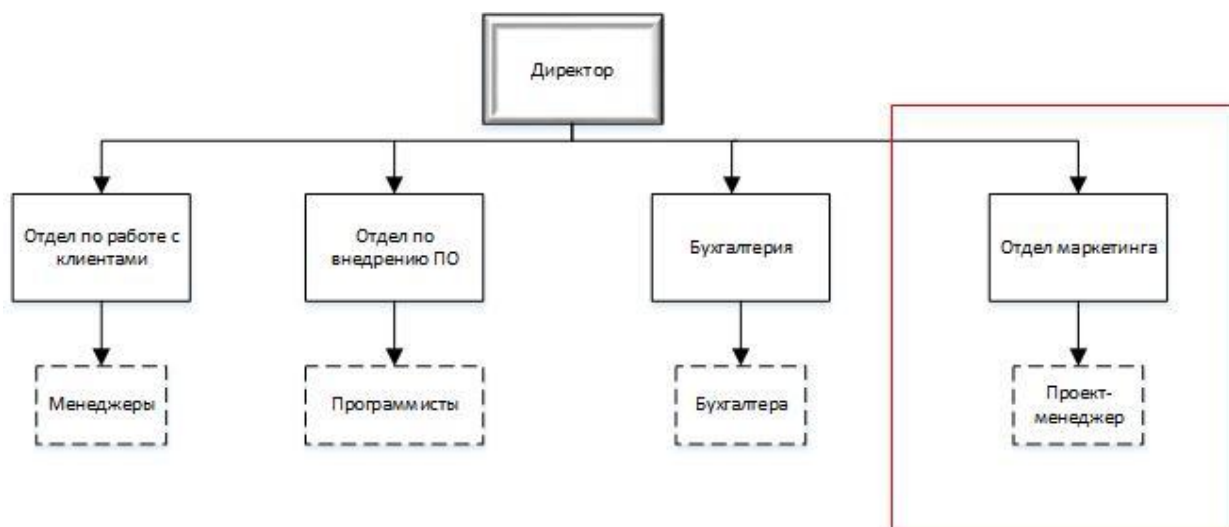 Директор
Отдел по работе с
клиентами
Отдел по
внедрению ПО
Бухгалтерия
Отдел маркетинга
Менеджеры
Программисты
Бухгалтера
Проект-
менеджер